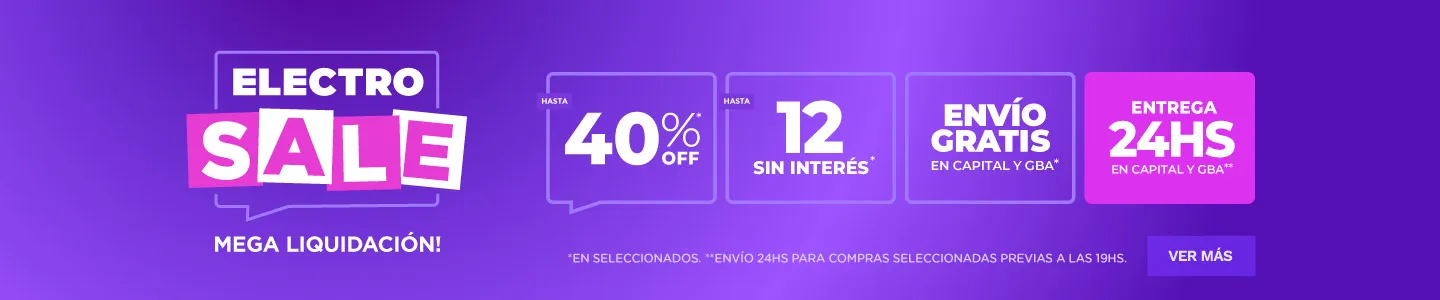 ELECTRO
SALE
MEGA LIQUIDACIÓN!
HASTA
40%*
OFF
HASTA
12
SIN INTERÉS*
ENVÍO
GRATIS
EN CAPITAL Y GBA*
ENTREGA
24HS
EN CAPITAL Y GBA**
*EN SELECCIONADOS. **ENVÍO 24HS PARA COMPRAS SELECCIONADAS PREVIAS A LAS 19HS.
VER MÁS